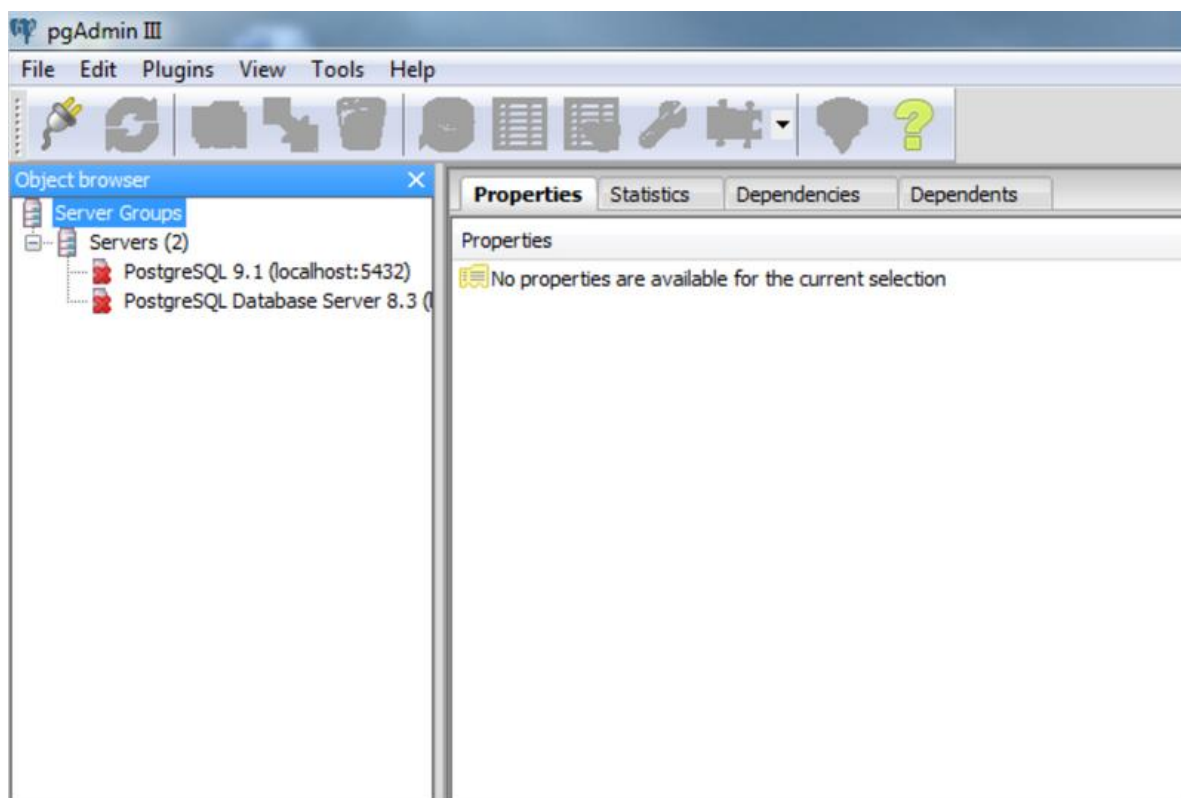 pgAdmin III
File Edit Plugins View Tools Help
Object browser
Server Groups
Servers (2)
PostgreSQL 9.1 (localhost:5432)
PostgreSQL Database Server 8.3 (
Properties Statistics Dependencies Dependents
Properties
No properties are available for the current selection